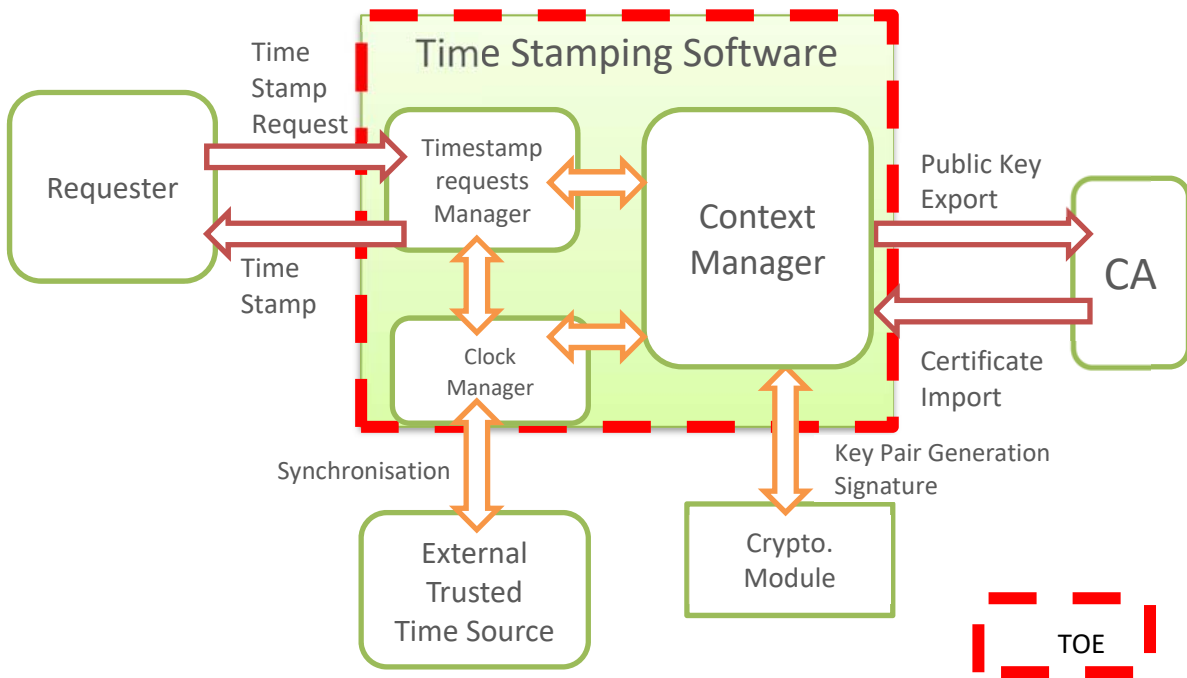 Time Stamping Software
Time
Stamp
Request
Requester
Timestamp
requests
Manager
Context
Manager
Public Key
Export
CA
Time
Stamp
Clock
Manager
Certificate
Import
Synchronisation
Key Pair Generation
Signature
External
Trusted
Time Source
Crypto.
Module
TOE